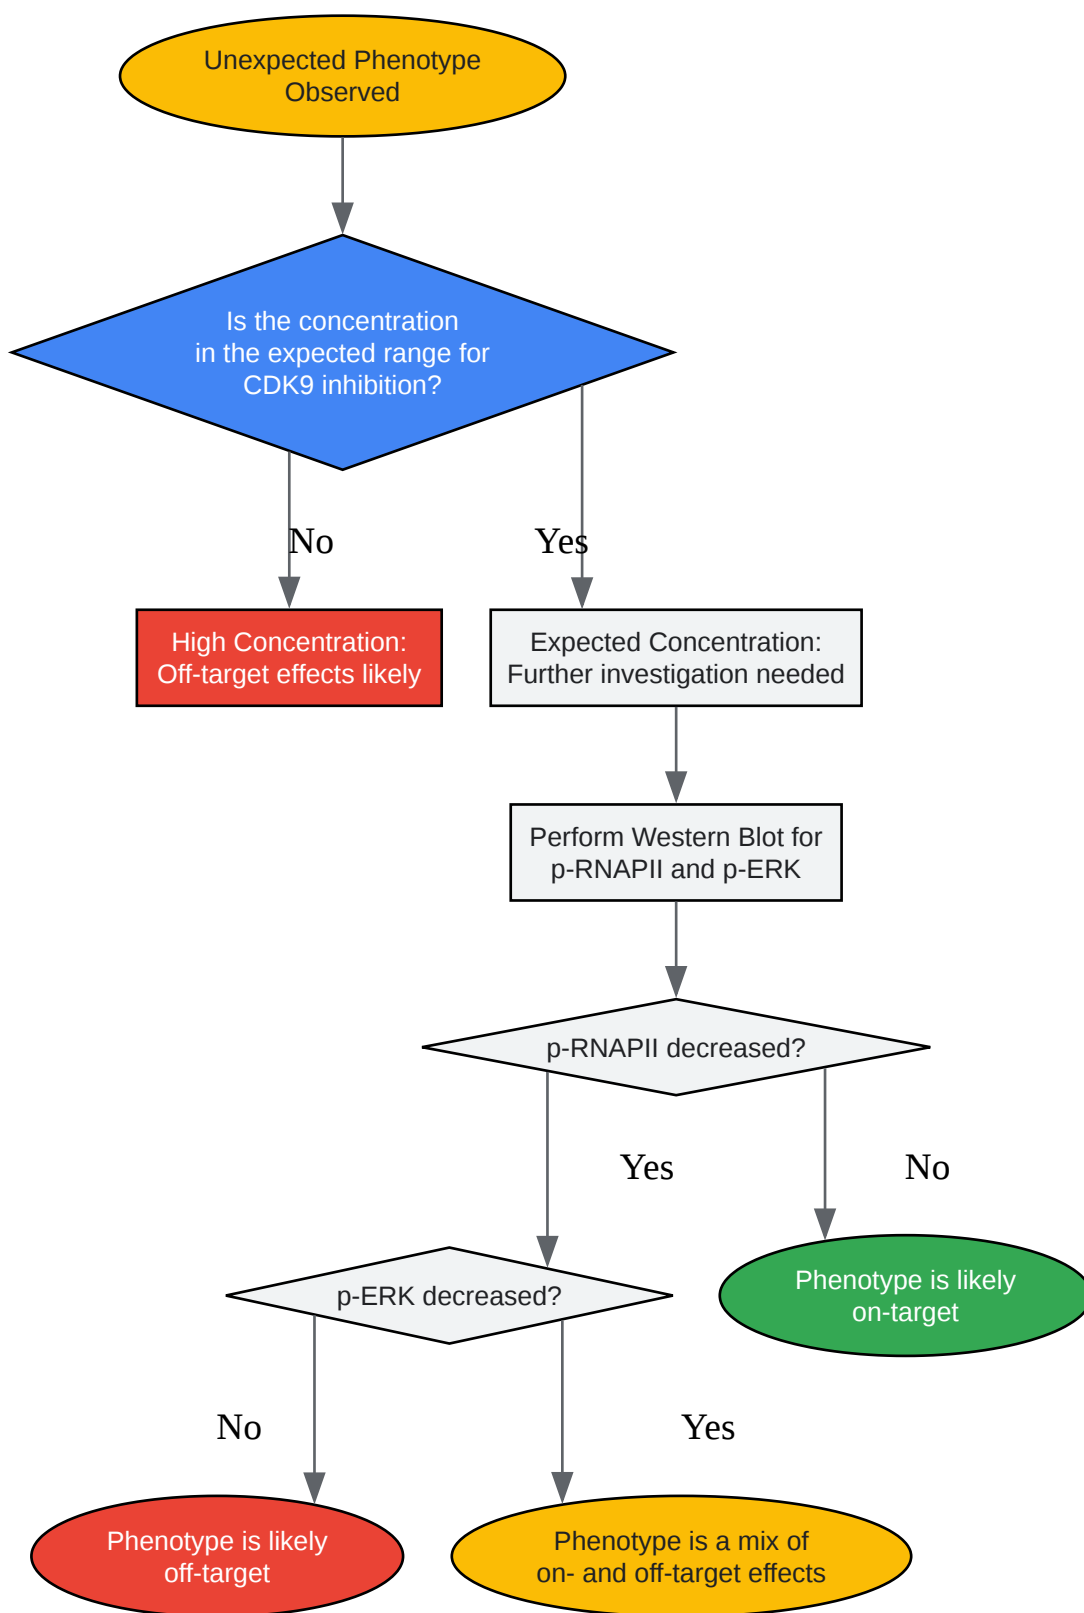 Unexpected Phenotype
Observed
Is the concentration
in the expected range for
CDK9 inhibition?
No
Yes
High Concentration:
Off-target effects likely
Expected Concentration:
Further investigation needed
Perform Western Blot for
p-RNAPII and p-ERK
p-RNAPII decreased?
Yes
No
p-ERK decreased?
Phenotype is likely
on-target
No
Yes
Phenotype is likely
off-target
Phenotype is a mix of
on- and off-target effects